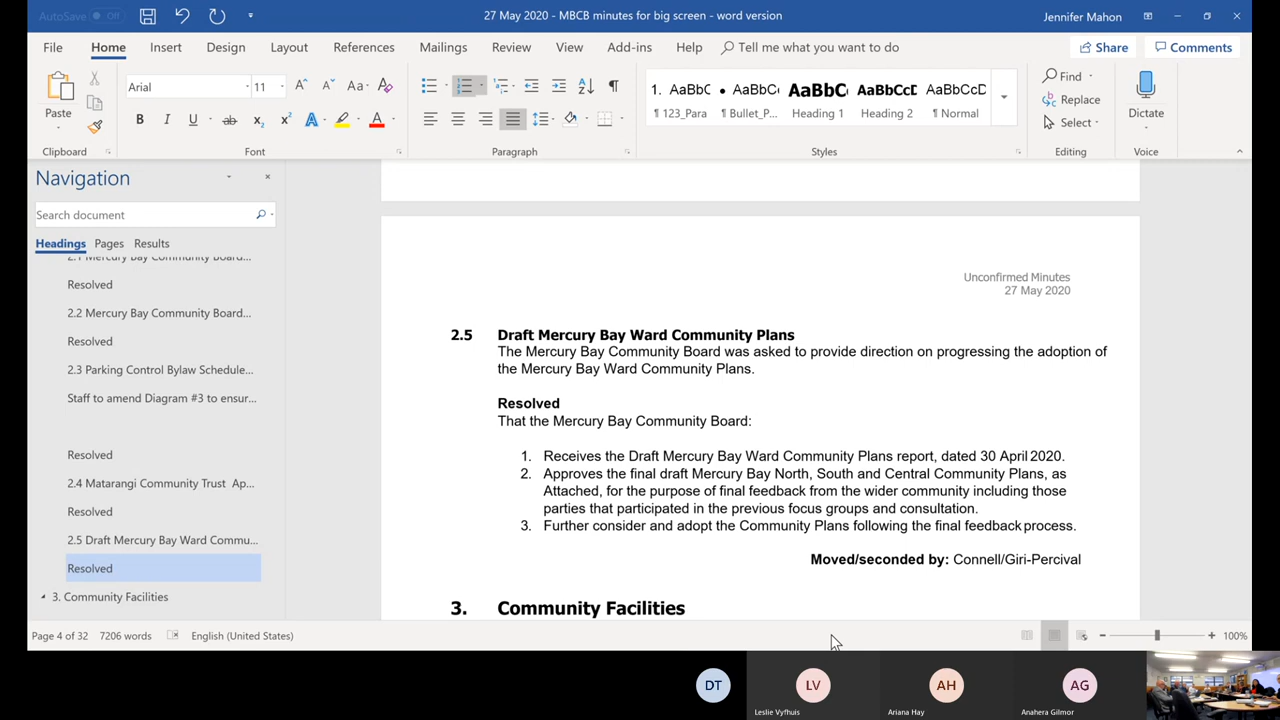 AutoSave Off
27 May 2020 - MBCB minutes for big screen - word version
Jennifer Mahon
File Home Insert Design Layout References Mailings Review View Add-ins Help Tell me what you want to do Share Comments
Arial 11 1. AaBbC AaBbC AaBbC AaBbCcD AaBbCcD Find
Replace
Paste Dictate
¶ 123_Para ¶ Bullet_P... Heading 1 Heading 2 ¶ Normal Select
Clipboard Font Paragraph Styles Editing Voice
Navigation
Search document
Headings Pages Results
2.1 Mercury Bay Community Board...
Resolved
2.2 Mercury Bay Community Board...
Resolved
2.3 Parking Control Bylaw Schedule...
Staff to amend Diagram #3 to ensur...
Resolved
2.4 Matarangi Community Trust Ap...
Resolved
2.5 Draft Mercury Bay Ward Commu...
Resolved
3. Community Facilities
Unconfirmed Minutes
27 May 2020
2.5 Draft Mercury Bay Ward Community Plans
The Mercury Bay Community Board was asked to provide direction on progressing the adoption of
the Mercury Bay Ward Community Plans.
Resolved
That the Mercury Bay Community Board:
1. Receives the Draft Mercury Bay Ward Community Plans report, dated 30 April 2020.
2. Approves the final draft Mercury Bay North, South and Central Community Plans, as
Attached, for the purpose of final feedback from the wider community including those
parties that participated in the previous focus groups and consultation.
3. Further consider and adopt the Community Plans following the final feedback process.
Moved/seconded by: Connell/Giri-Percival
3. Community Facilities
Page 4 of 32 7206 words English (United States) 100%
DT LV AH AG
Leslie Vyfhuis Ariana Hay Anahera Gilmor